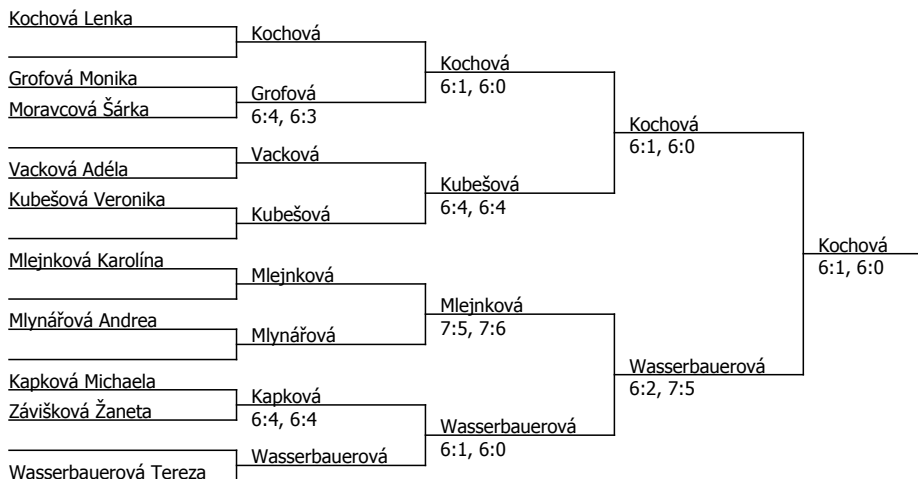 Kochová Lenka
Kochová
Kochová
6:1, 6:0
Grofová Monika
Grofová
6:4, 6:3
Moravcová Šárka
Kochová
6:1, 6:0
Vacková
Vacková Adéla
Kubešová
6:4, 6:4
Kubešová Veronika
Kubešová
Kochová
6:1, 6:0
Mlejnková Karolína
Mlejnková
Mlejnková
7:5, 7:6
Mlynářová Andrea
Mlynářová
Wasserbauerová
6:2, 7:5
Kapková Michaela
Kapková
6:4, 6:4
Závišková Žaneta
Wasserbauerová
6:1, 6:0
Wasserbauerová
Wasserbauerová Tereza